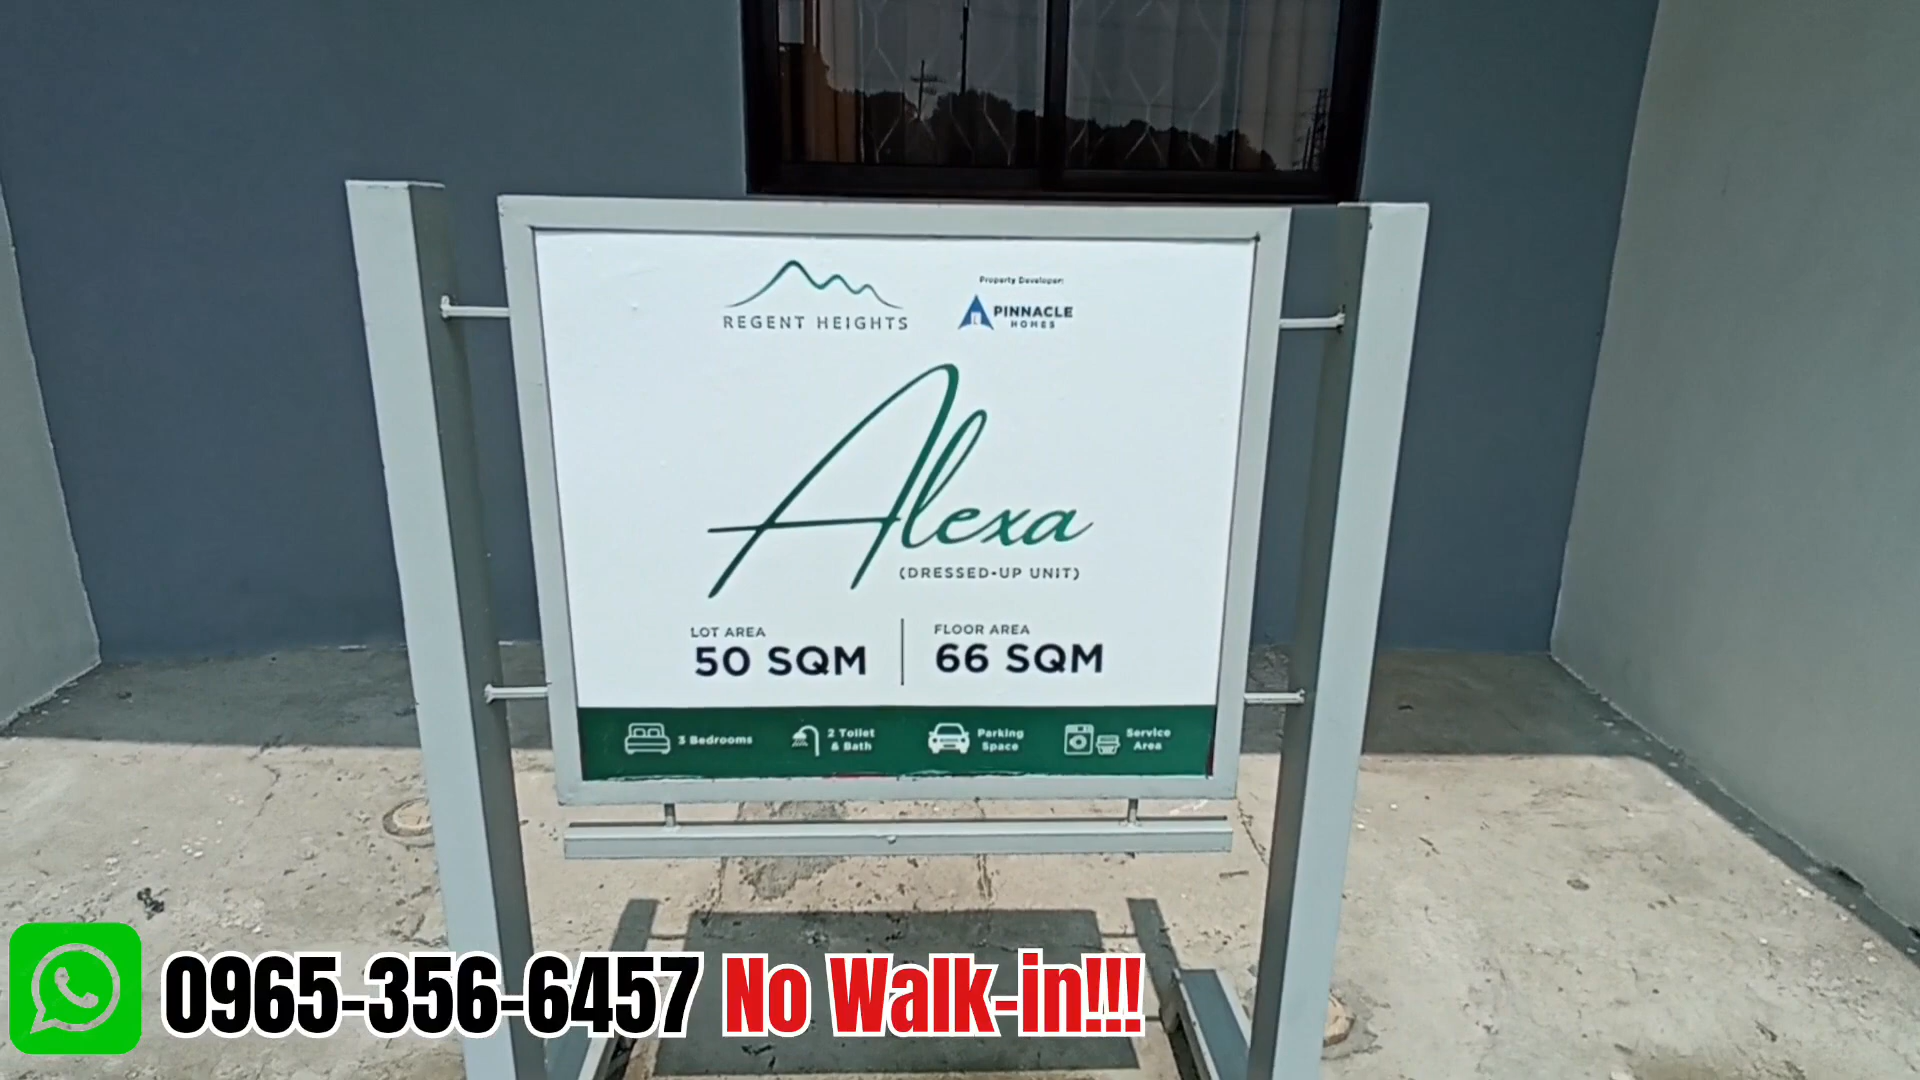 REGENT HEIGHTS
Property Developer:
PINNACLE
HOMES
Alexa
(DRESSED-UP UNIT)
LOT AREA
50 SQM
FLOOR AREA
66 SQM
3 Bedrooms
2 Toilet
& Bath
Parking
Space
Service
Area
0965-356-6457 No Walk-in!!!